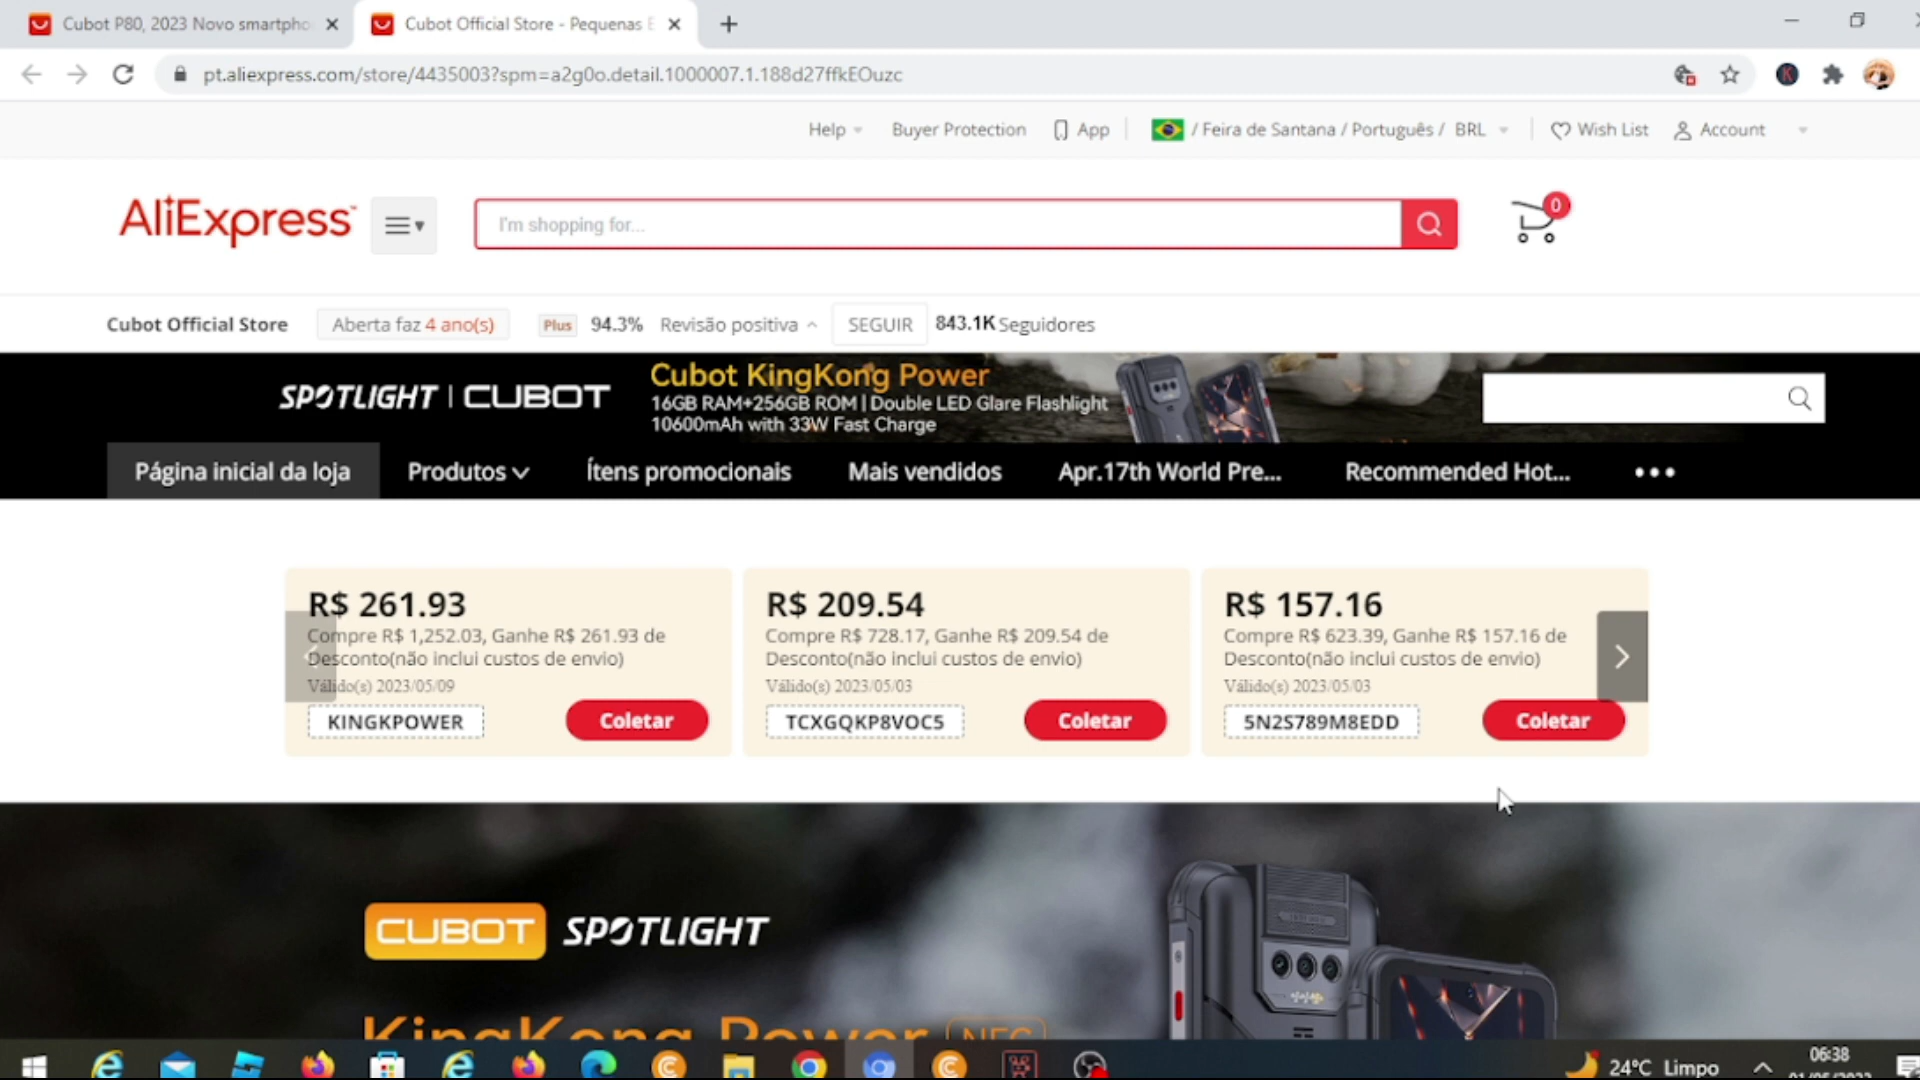 Cubot P80, 2023 Novo smartpho
Cubot Official Store - Pequenas E
pt.aliexpress.com/store/4435003?spm=a2g0o.detail.1000007.1.188d27ffkEOuzc
Help Buyer Protection App / Feira de Santana / Português / BRL Wish List Account
AliExpress
I'm shopping for...
0
Cubot Official Store Aberta faz 4 ano(s) Plus 94.3% Revisão positiva SEGUIR 843.1K Seguidores
SPOTLIGHT | CUBOT
Cubot KingKong Power
16GB RAM+256GB ROM | Double LED Glare Flashlight
10600mAh with 33W Fast Charge
Página inicial da loja Produtos Ítens promocionais Mais vendidos Apr.17th World Pre... Recommended Hot... •••
R$ 261.93
Compre R$ 1,252.03, Ganhe R$ 261.93 de
Desconto(não inclui custos de envio)
Válido(s) 2023/05/09
KINGKPOWER Coletar
R$ 209.54
Compre R$ 728.17, Ganhe R$ 209.54 de
Desconto(não inclui custos de envio)
Válido(s) 2023/05/03
TCXGQKP8VOC5 Coletar
R$ 157.16
Compre R$ 623.39, Ganhe R$ 157.16 de
Desconto(não inclui custos de envio)
Válido(s) 2023/05/03
5N2S789M8EDD Coletar
CUBOT SPOTLIGHT
KingKong Power NFC
24°C Limpo
06:38